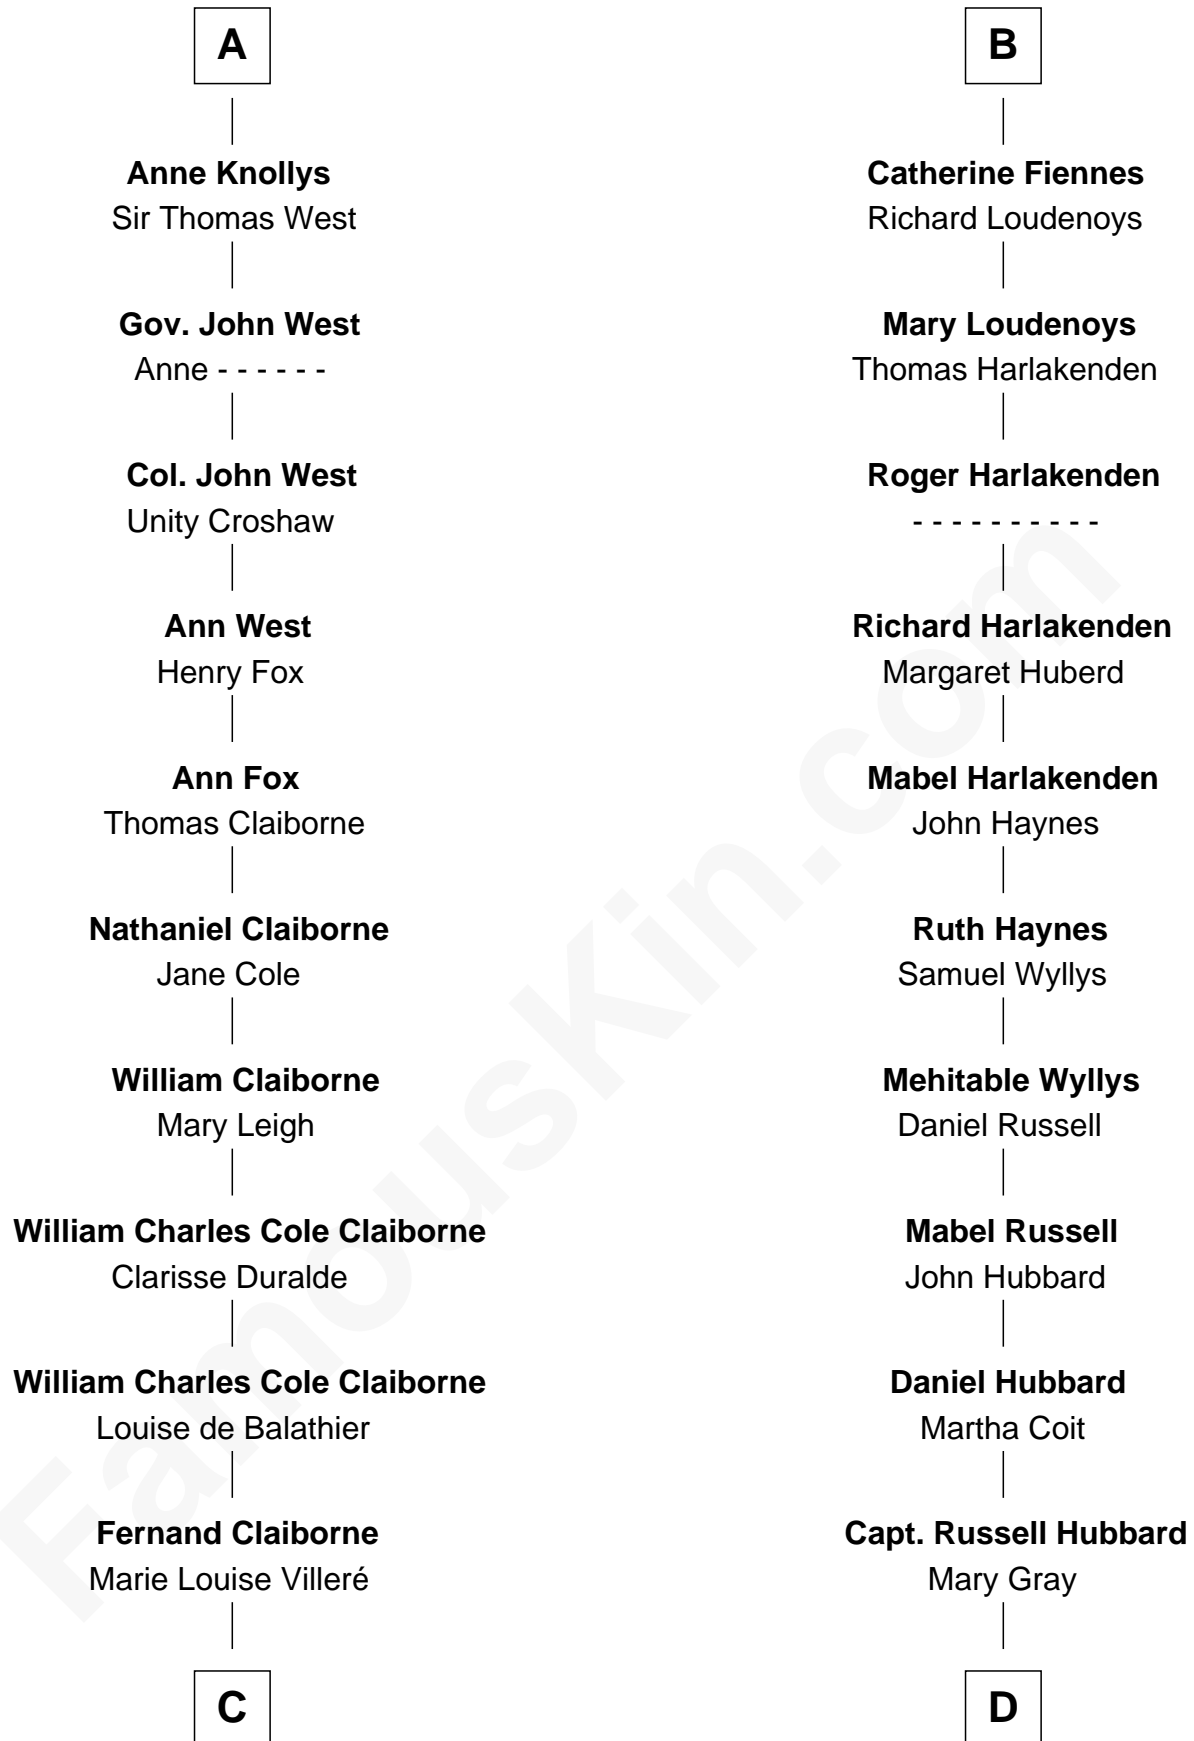 A
Anne Knollys
Sir Thomas West
Gov. John West
Anne - - - - - -
Col. John West
Unity Croshaw
Ann West
Henry Fox
Ann Fox
Thomas Claiborne
Nathaniel Claiborne
Jane Cole
William Claiborne
Mary Leigh
William Charles Cole Claiborne
Clarisse Duralde
William Charles Cole Claiborne
Louise de Balathier
Fernand Claiborne
Marie Louise Villeré
C
B
Catherine Fiennes
Richard Loudenoys
Mary Loudenoys
Thomas Harlakenden
Roger Harlakenden
- - - - - - - - - -
Richard Harlakenden
Margaret Huberd
Mabel Harlakenden
John Haynes
Ruth Haynes
Samuel Wyllys
Mehitable Wyllys
Daniel Russell
Mabel Russell
John Hubbard
Daniel Hubbard
Martha Coit
Capt. Russell Hubbard
Mary Gray
D
FamousKin.com